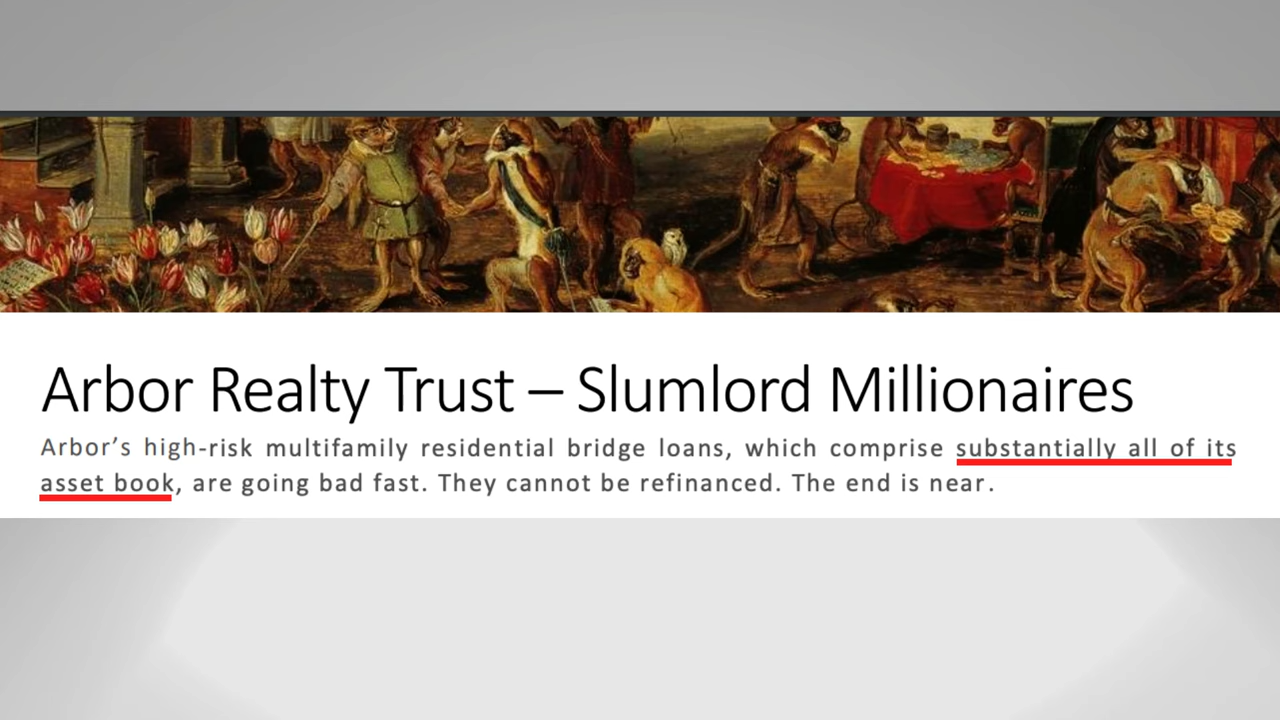 Arbor Realty Trust – Slumlord Millionaires
Arbor's high-risk multifamily residential bridge loans, which comprise substantially all of its
asset book, are going bad fast. They cannot be refinanced. The end is near.